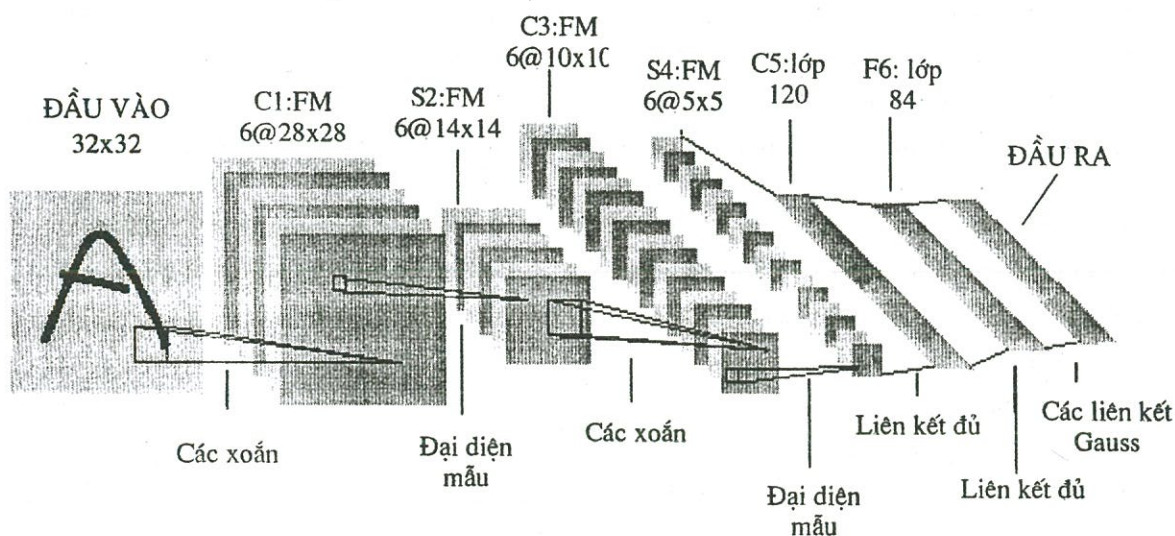 C3:FM
6@10x10
S4:FM
6@5x5
C5:lớp
120
F6: lớp
84
ĐẦU VÀO
32x32
C1:FM
6@28x28
S2:FM
6@14x14
ĐẦU RA
Các xoắn
Đại diện
mẫu
Các xoắn
Liên kết đủ
Các liên kết
Gauss
Đại diện
mẫu
Liên kết đủ